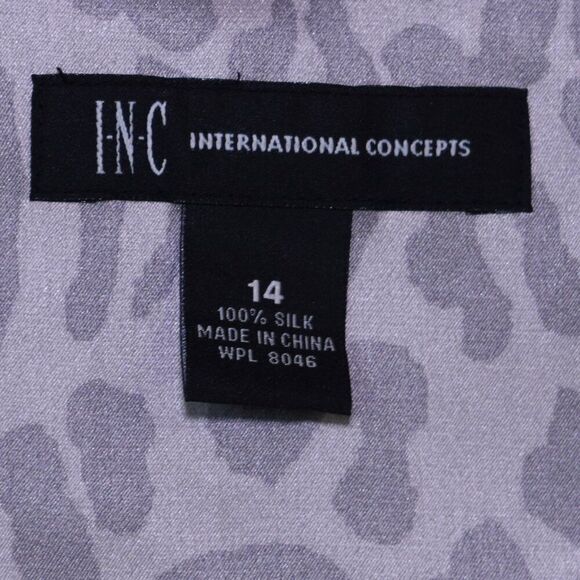 I·N·C INTERNATIONAL CONCEPTS
14
100% SILK
MADE IN CHINA
WPL 8046